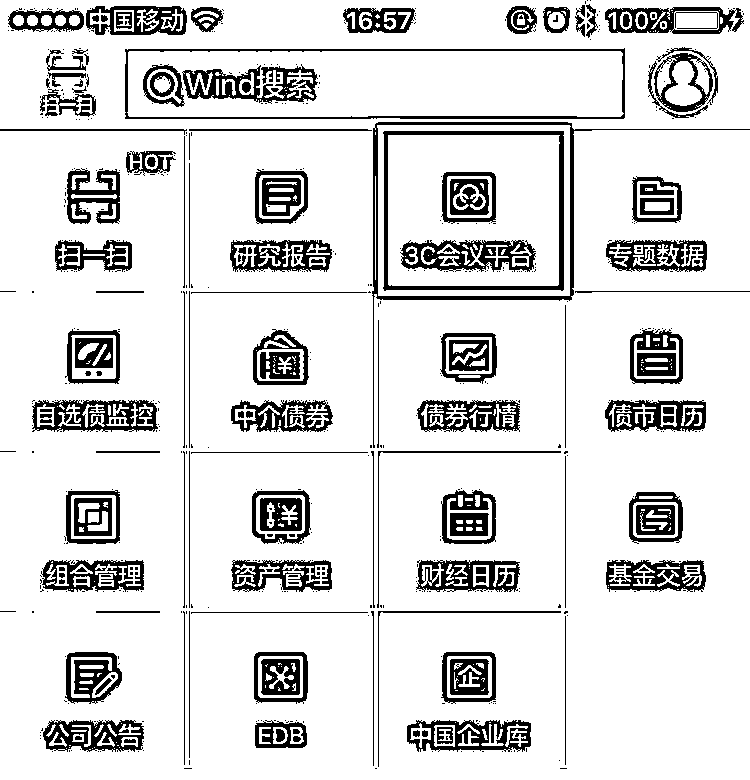 中国移动 16:57 100%
扫一扫 Wind搜索
HOT
扫一扫 研究报告 3C会议平台 专题数据
自选债监控 中介债券 债券行情 债市日历
组合管理 资产管理 财经日历 基金交易
企
公司公告 EDB 中国企业库